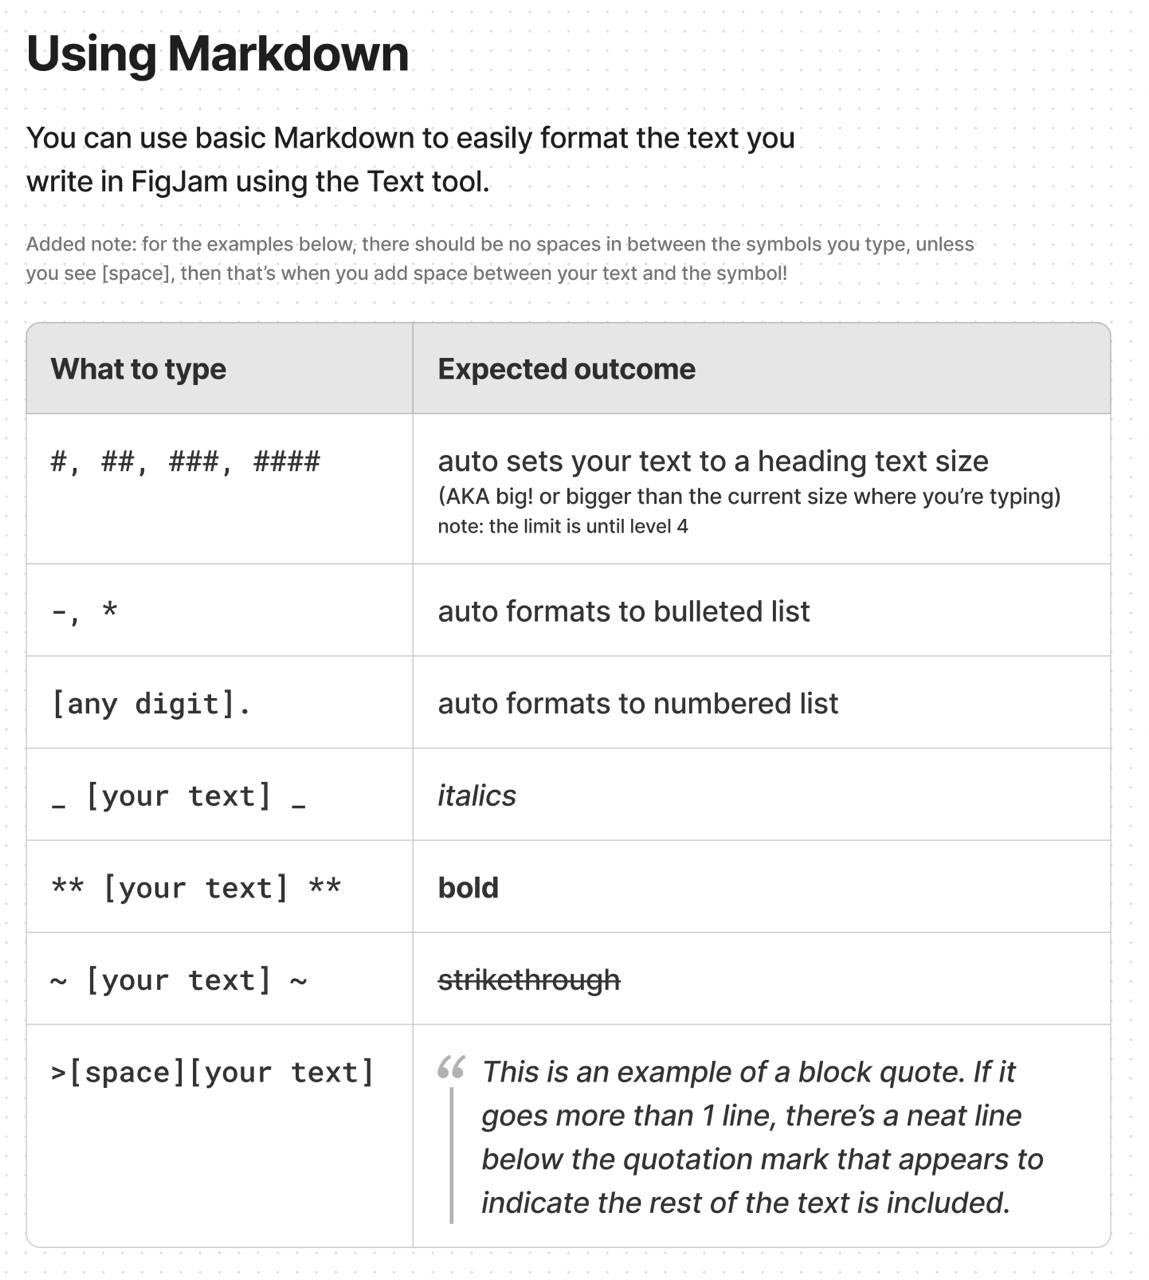 Using Markdown
You can use basic Markdown to easily format the text you
write in FigJam using the Text tool.
Added note: for the examples below, there should be no spaces in between the symbols you type, unless
you see [space], then that’s when you add space between your text and the symbol!
What to type
Expected outcome
#, ##, ###, ####
auto sets your text to a heading text size
(AKA big! or bigger than the current size where you’re typing)
note: the limit is until level 4
-, *
auto formats to bulleted list
[any digit].
auto formats to numbered list
_ [your text] _
italics
** [your text] **
bold
~ [your text] ~
strikethrough
>[space][your text]
“ This is an example of a block quote. If it
goes more than 1 line, there’s a neat line
below the quotation mark that appears to
indicate the rest of the text is included.